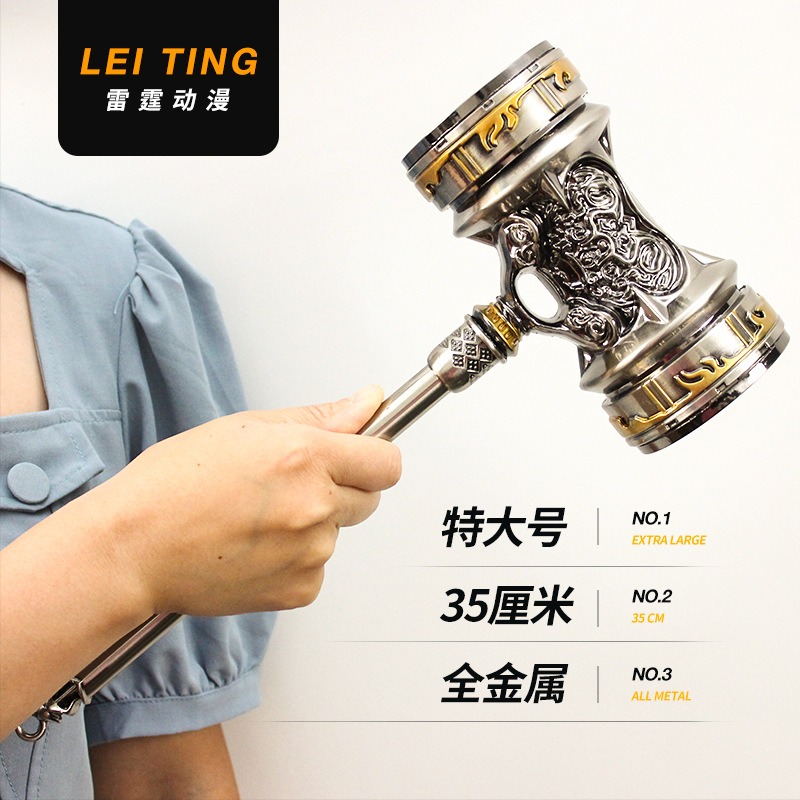 LEI TING
雷霆动漫
特大号
NO.1
EXTRA LARGE
35厘米
NO.2
35 CM
全金属
NO.3
ALL METAL